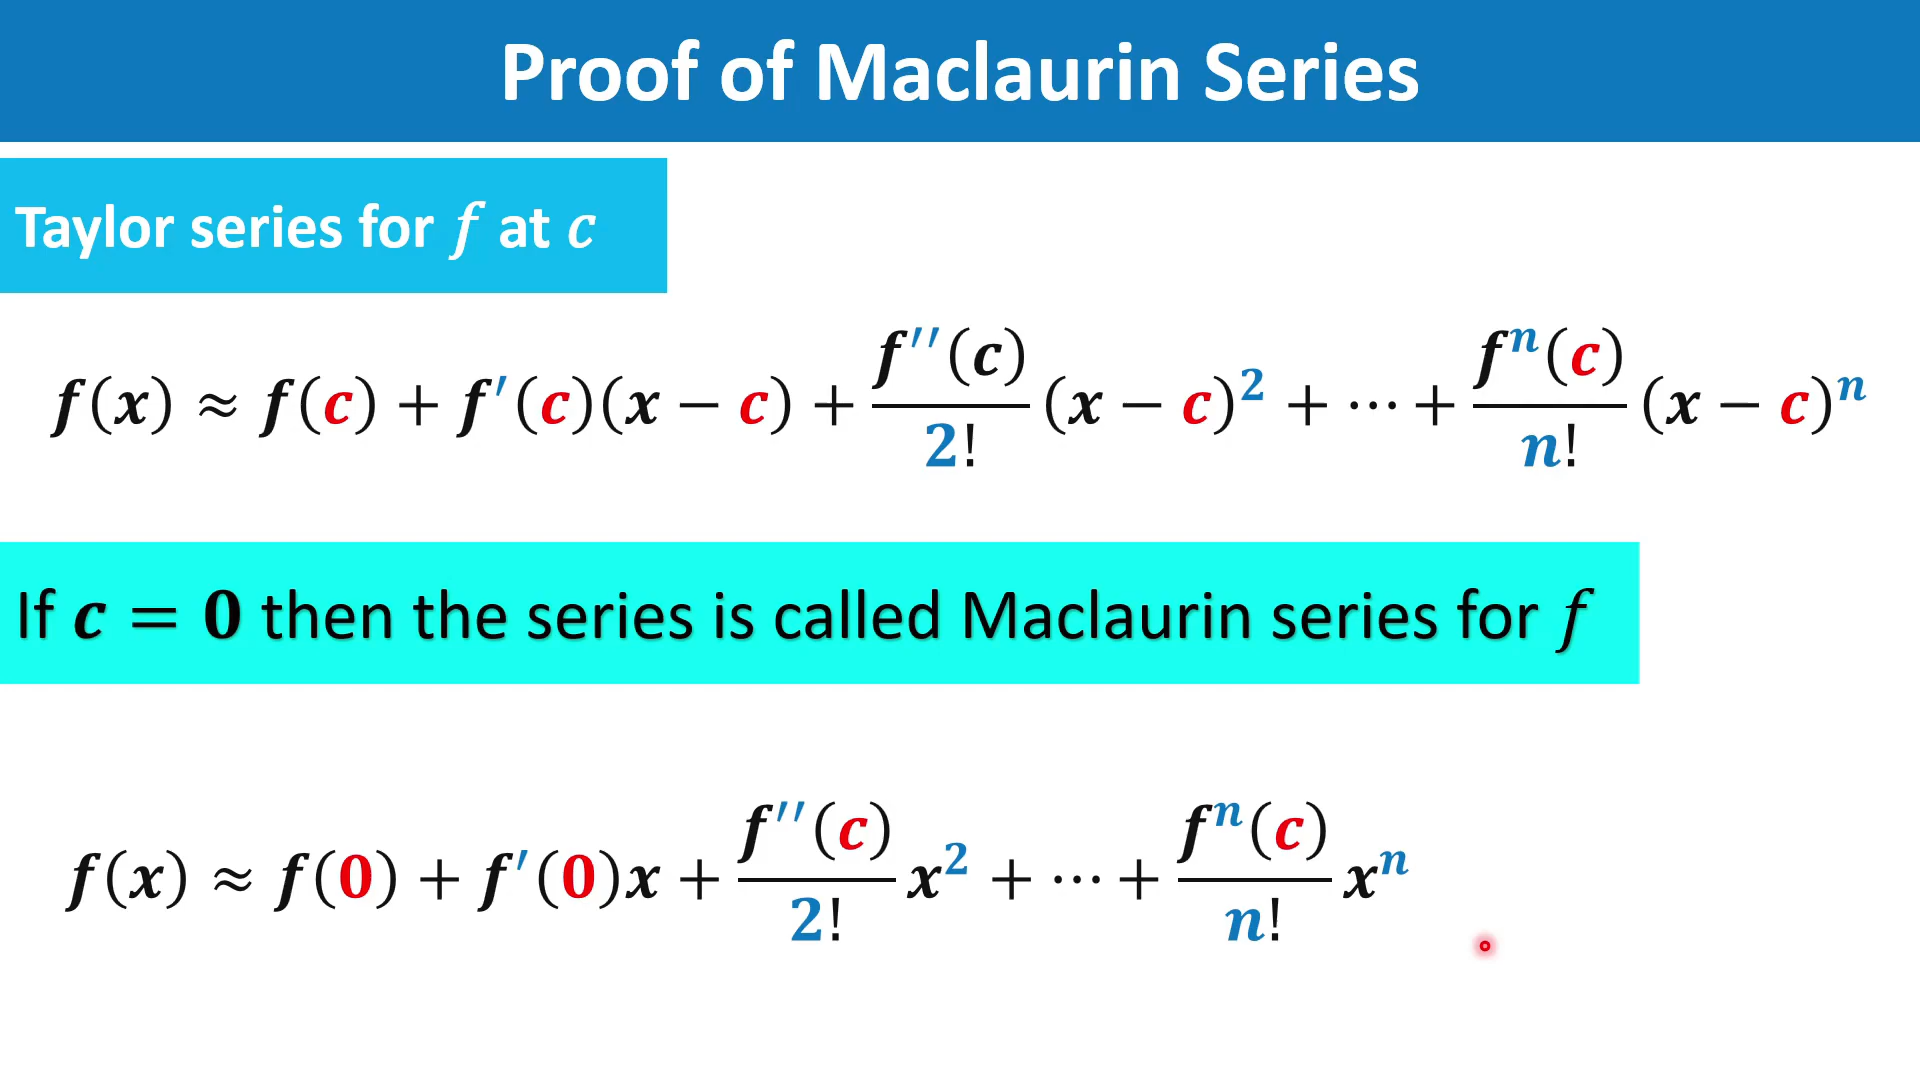 Proof of Maclaurin Series
Taylor series for f at c
f(x) ≈ f(c) + f′(c)(x − c) + f′′(c)/2! (x − c)² + ⋯ + fⁿ(c)/n! (x − c)ⁿ
If c = 0 then the series is called Maclaurin series for f
f(x) ≈ f(0) + f′(0)x + f′′(c)/2! x² + ⋯ + fⁿ(c)/n! xⁿ